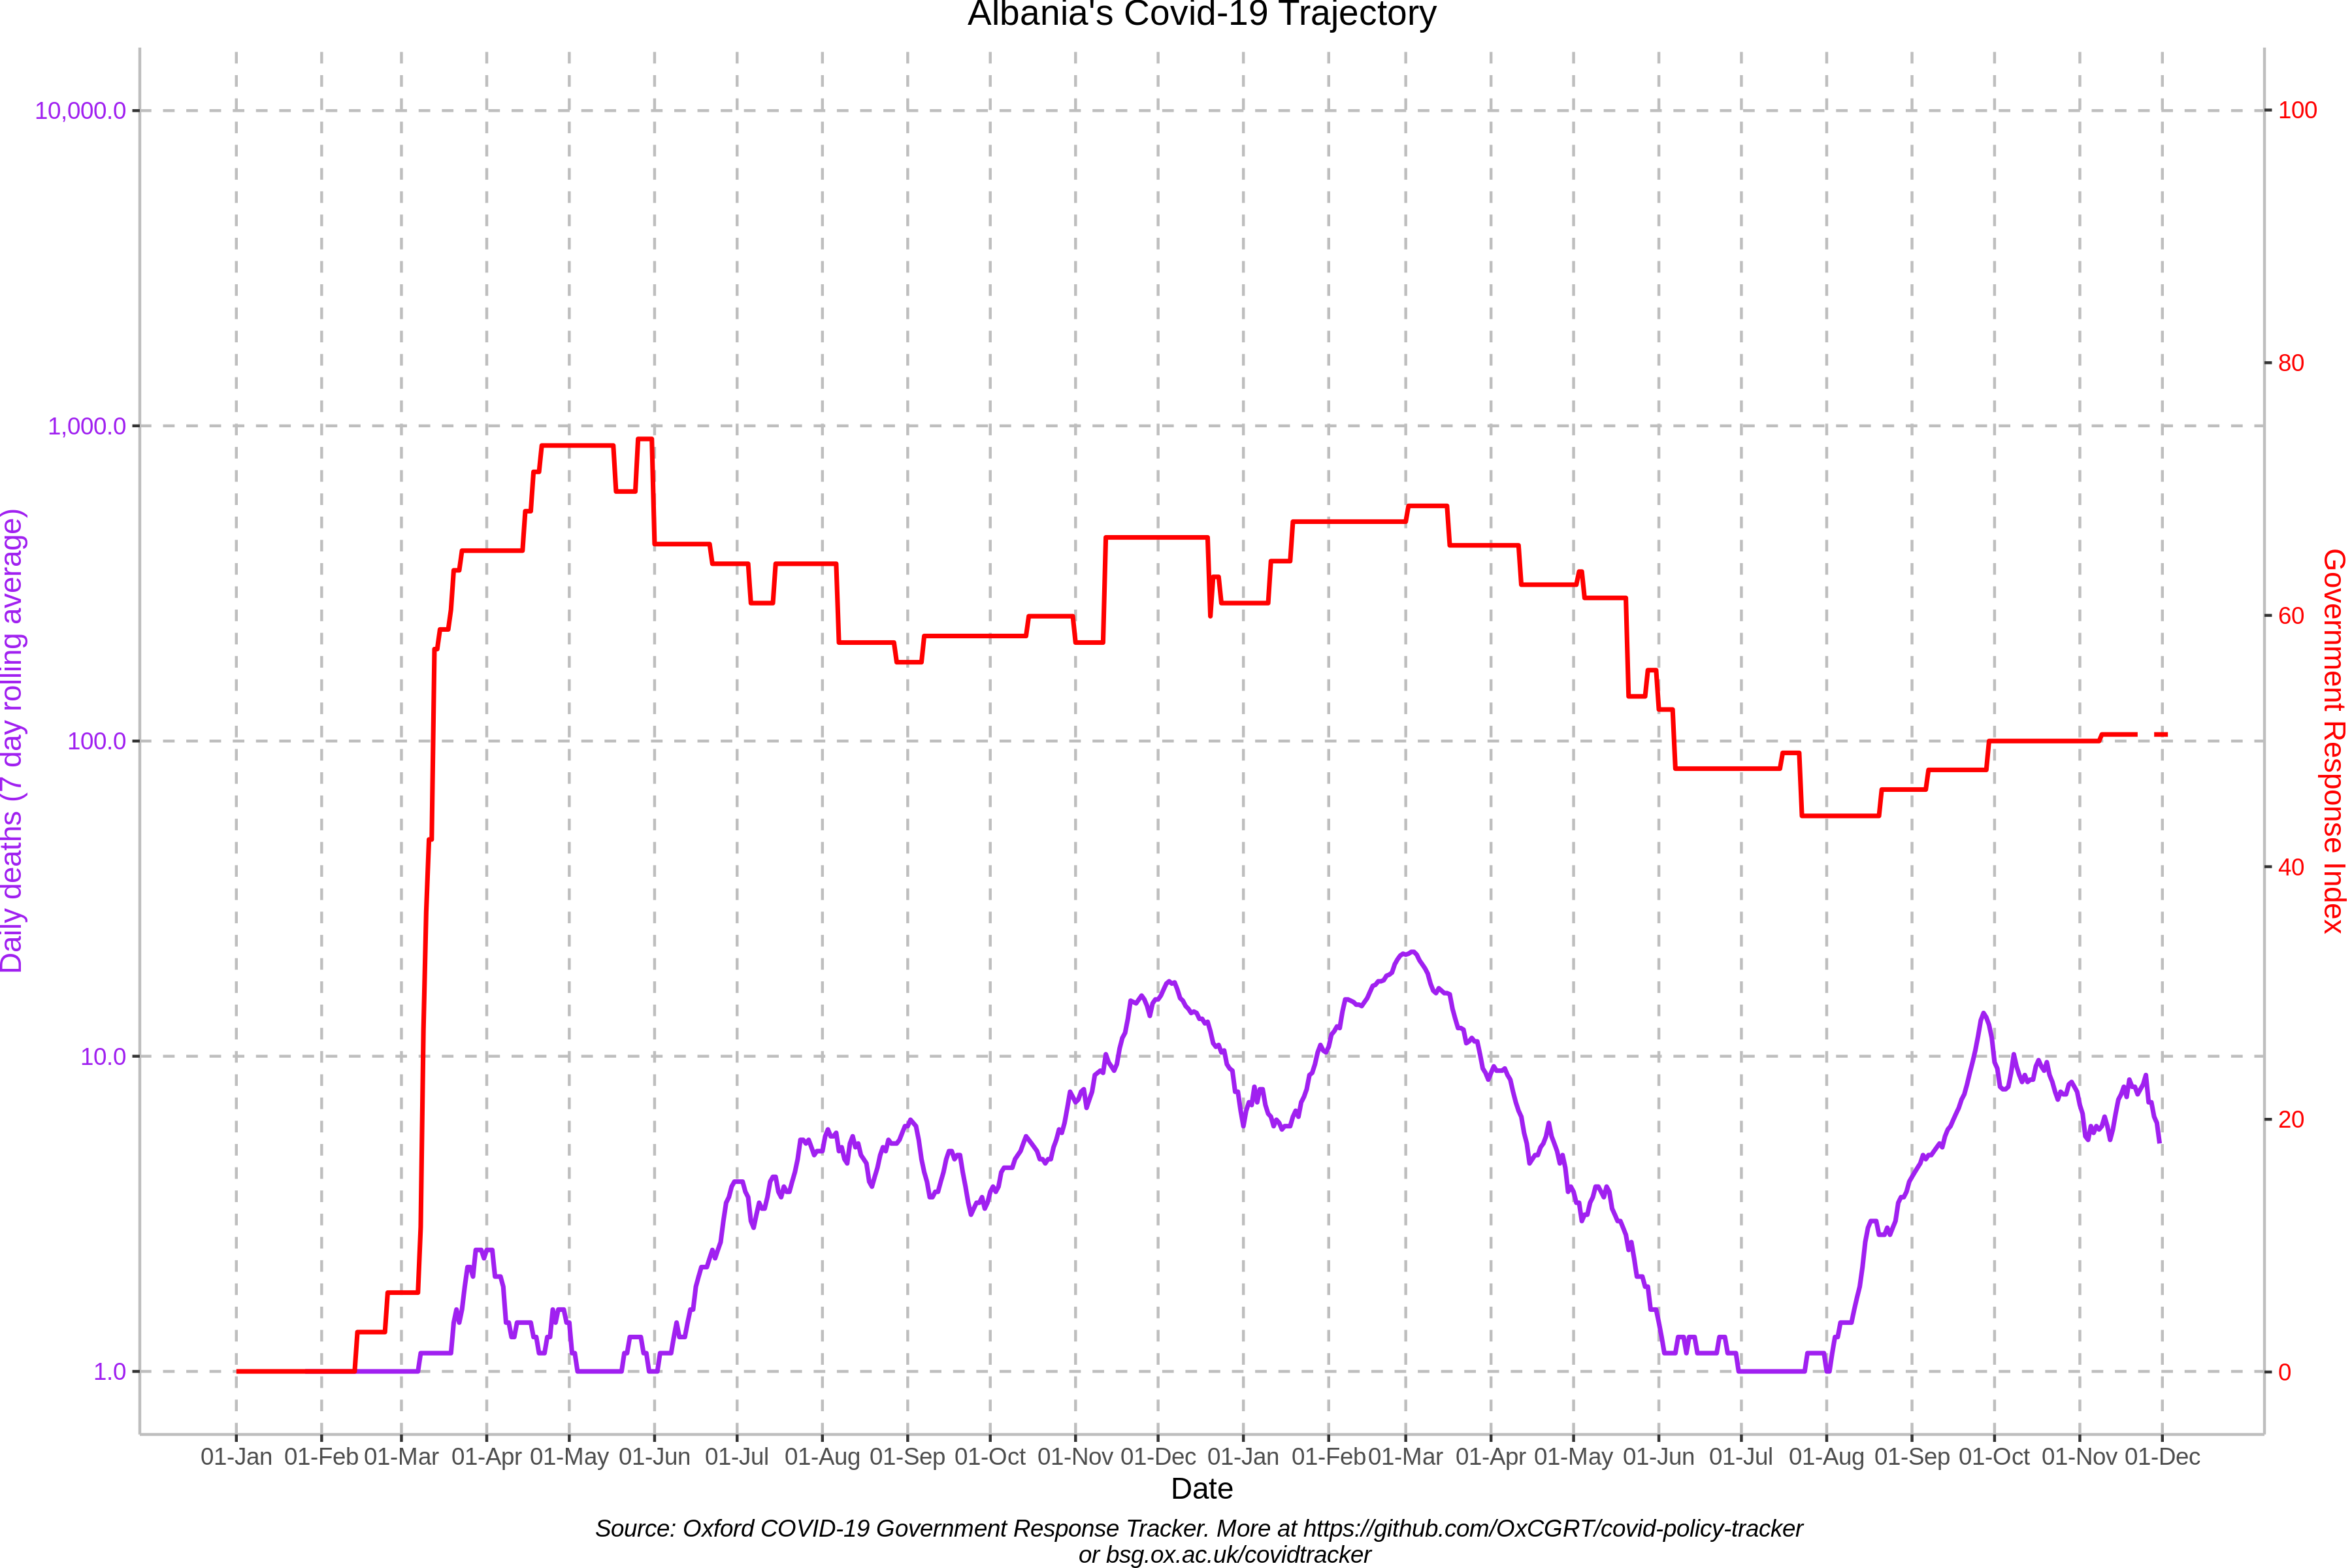 Albania's Covid-19 Trajectory
10,000.0
1,000.0
100.0
10.0
1.0
Daily deaths (7 day rolling average)
100
80
60
40
20
0
Government Response Index
01-Jan 01-Feb 01-Mar 01-Apr 01-May 01-Jun 01-Jul 01-Aug 01-Sep 01-Oct 01-Nov 01-Dec 01-Jan 01-Feb 01-Mar 01-Apr 01-May 01-Jun 01-Jul 01-Aug 01-Sep 01-Oct 01-Nov 01-Dec
Date
Source: Oxford COVID-19 Government Response Tracker. More at https://github.com/OxCGRT/covid-policy-tracker
or bsg.ox.ac.uk/covidtracker